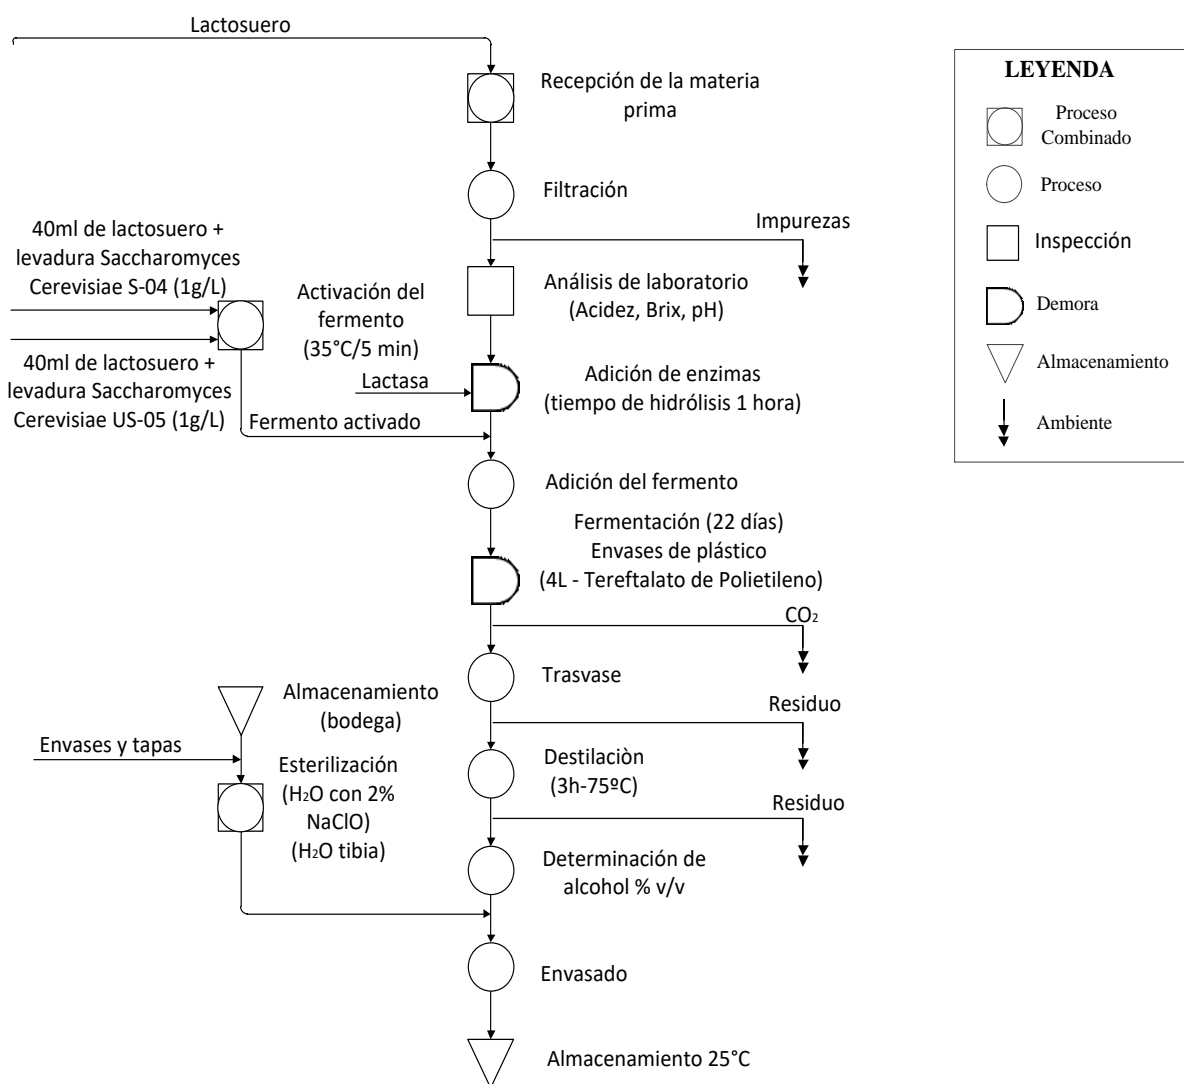 Lactosuero
Recepción de la materia
prima
Filtración
Impurezas
40ml de lactosuero +
levadura Saccharomyces
Cerevisiae S-04 (1g/L)
Activación del
fermento
(35°C/5 min)
Análisis de laboratorio
(Acidez, Brix, pH)
40ml de lactosuero +
levadura Saccharomyces
Cerevisiae US-05 (1g/L)
Lactasa
Adición de enzimas
(tiempo de hidrólisis 1 hora)
Fermento activado
Adición del fermento
Fermentación (22 días)
Envases de plástico
(4L - Tereftalato de Polietileno)
CO₂
Trasvase
Residuo
Almacenamiento
(bodega)
Envases y tapas
Esterilización
(H₂O con 2%
NaClO)
(H₂O tibia)
Destilaciòn
(3h-75ºC)
Residuo
Determinación de
alcohol % v/v
Envasado
Almacenamiento 25°C
LEYENDA
Proceso
Combinado
Proceso
Inspección
Demora
Almacenamiento
Ambiente